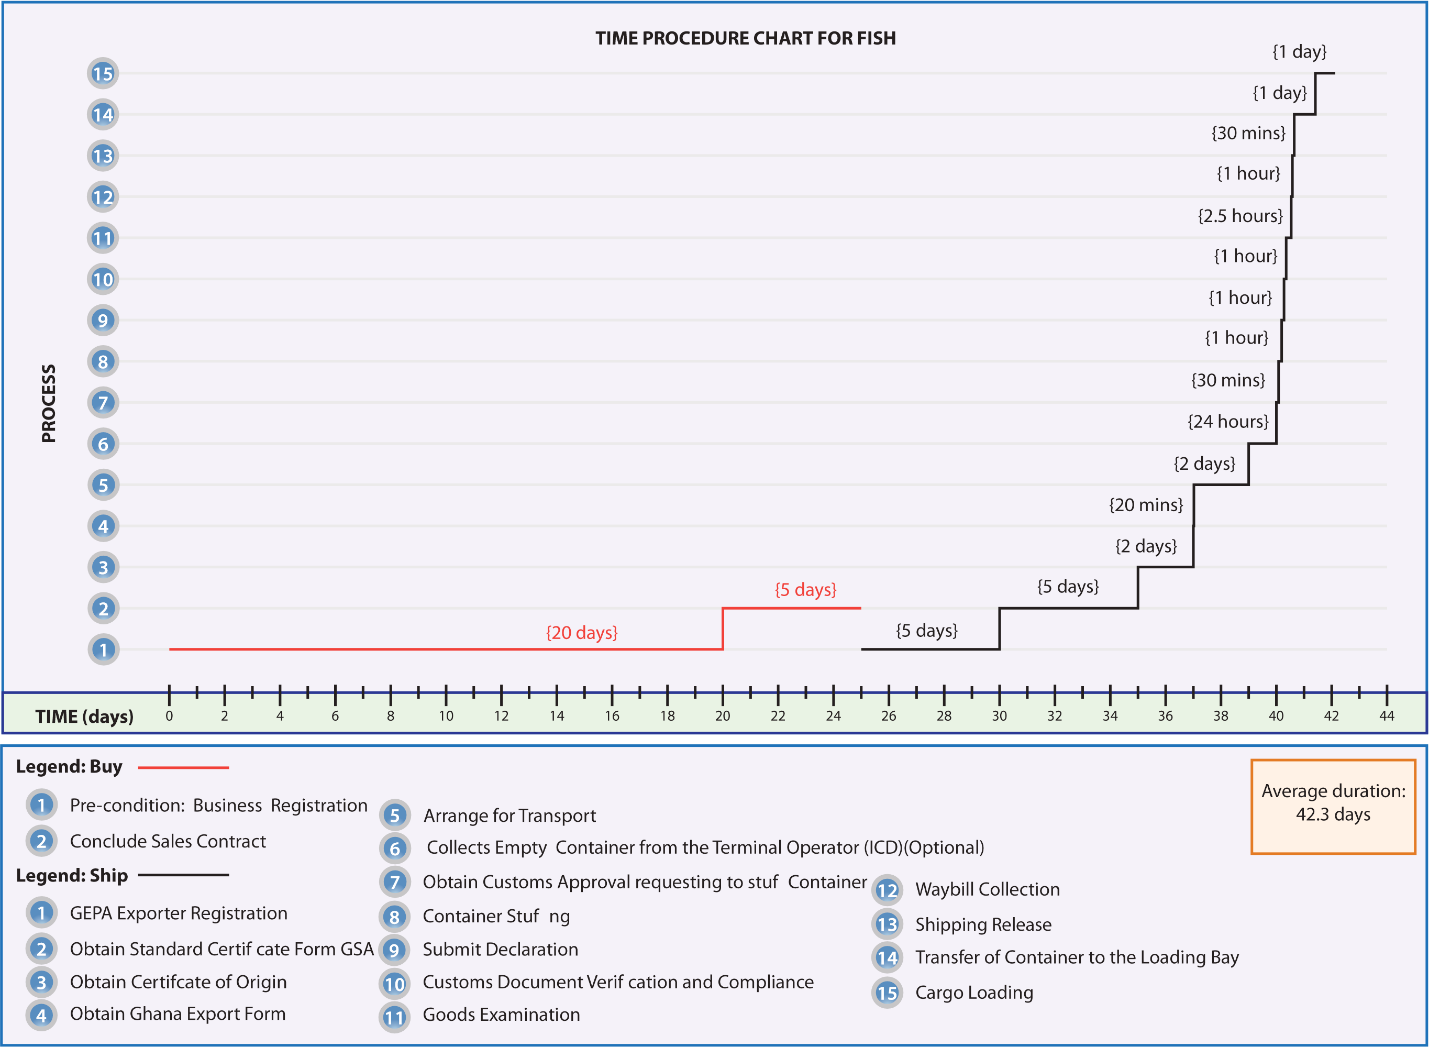 TIME PROCEDURE CHART FOR FISH
{1 day}
15
{1 day}
14
{30 mins}
13
{1 hour}
12
{2.5 hours}
11
{1 hour}
10
{1 hour}
9
{1 hour}
8
{30 mins}
7
{24 hours}
6
{2 days}
5
{20 mins}
4
{2 days}
3
{5 days}
{5 days}
2
{20 days}
{5 days}
1
PROCESS
TIME (days) 0 2 4 6 8 10 12 14 16 18 20 22 24 26 28 30 32 34 36 38 40 42 44
Legend: Buy
1 Pre-condition: Business Registration
2 Conclude Sales Contract
Legend: Ship
1 GEPA Exporter Registration
2 Obtain Standard Certif cate Form GSA
3 Obtain Certifcate of Origin
4 Obtain Ghana Export Form
5 Arrange for Transport
6 Collects Empty Container from the Terminal Operator (ICD)(Optional)
7 Obtain Customs Approval requesting to stuf Container
8 Container Stuf ng
9 Submit Declaration
10 Customs Document Verif cation and Compliance
11 Goods Examination
12 Waybill Collection
13 Shipping Release
14 Transfer of Container to the Loading Bay
15 Cargo Loading
Average duration:
42.3 days